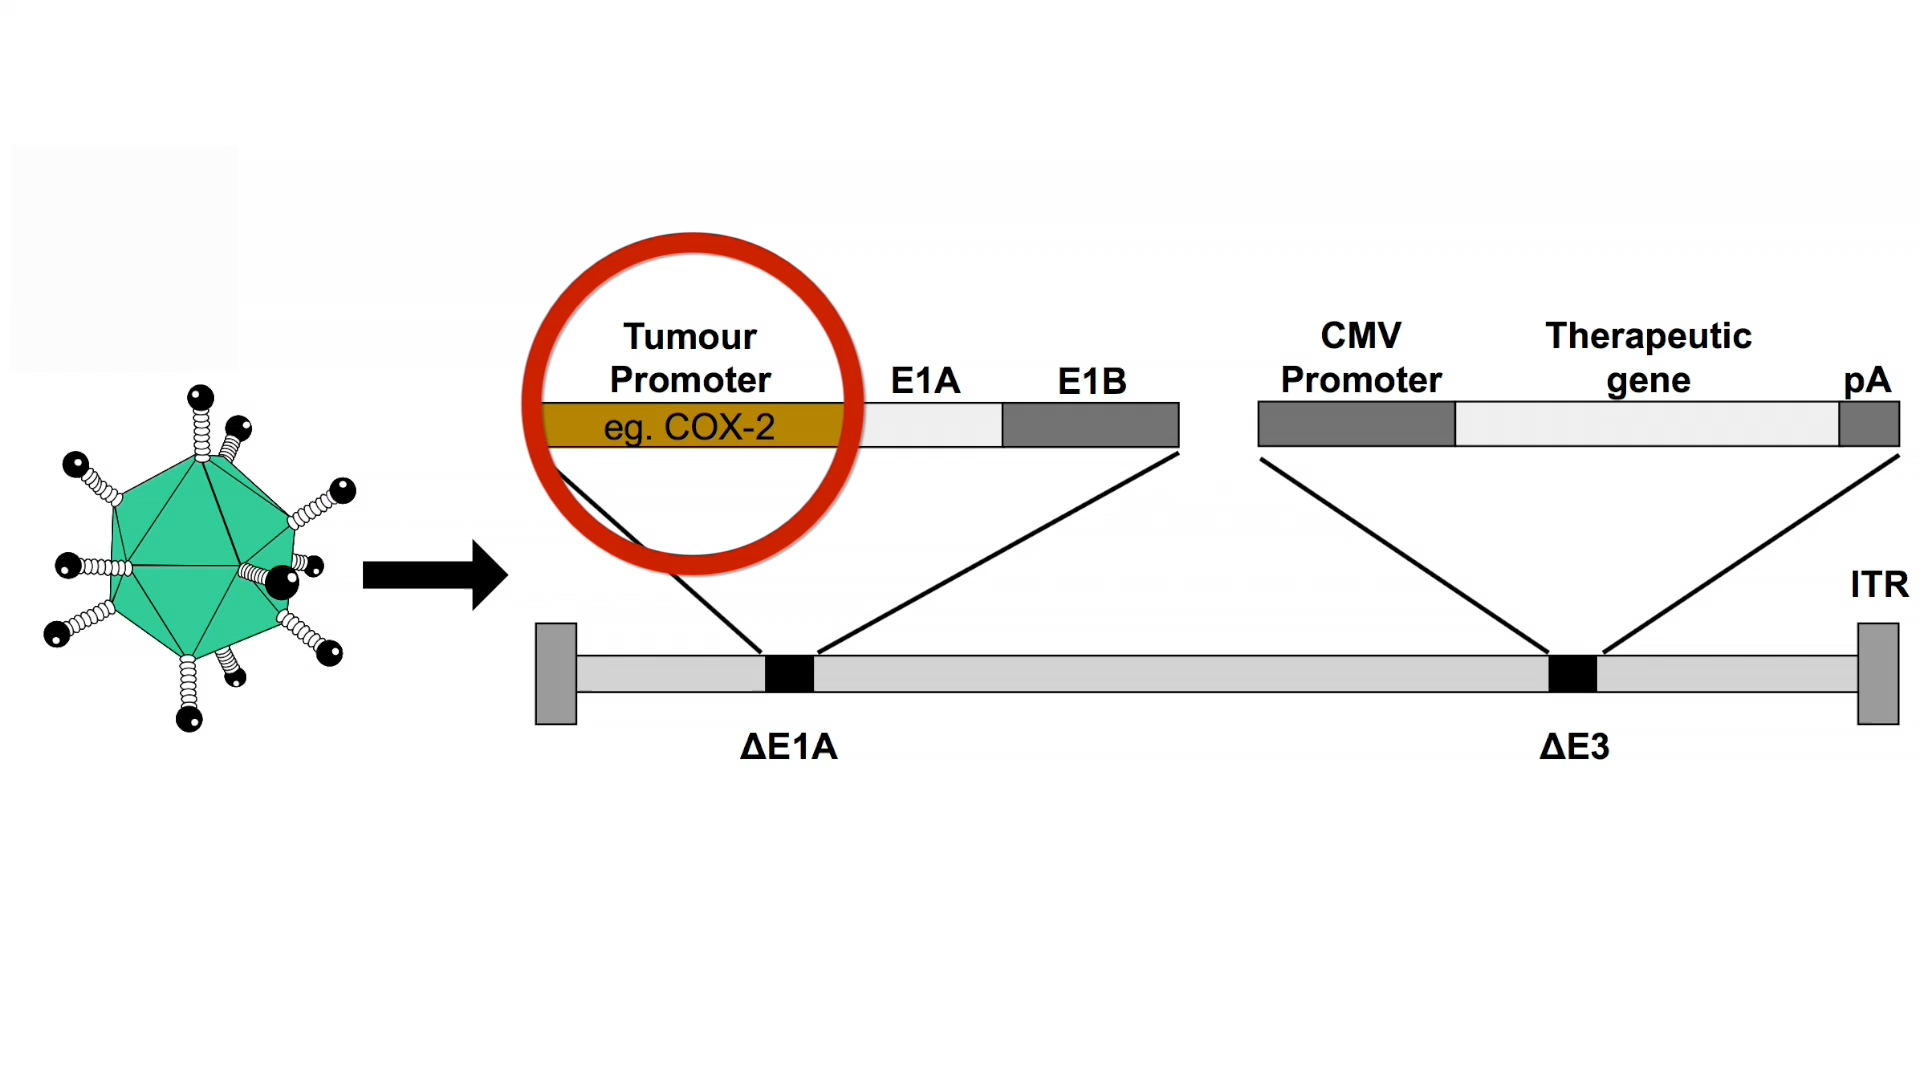 Tumour
Promoter
eg. COX-2
E1A
E1B
CMV
Promoter
Therapeutic
gene
pA
ITR
ΔE1A
ΔE3